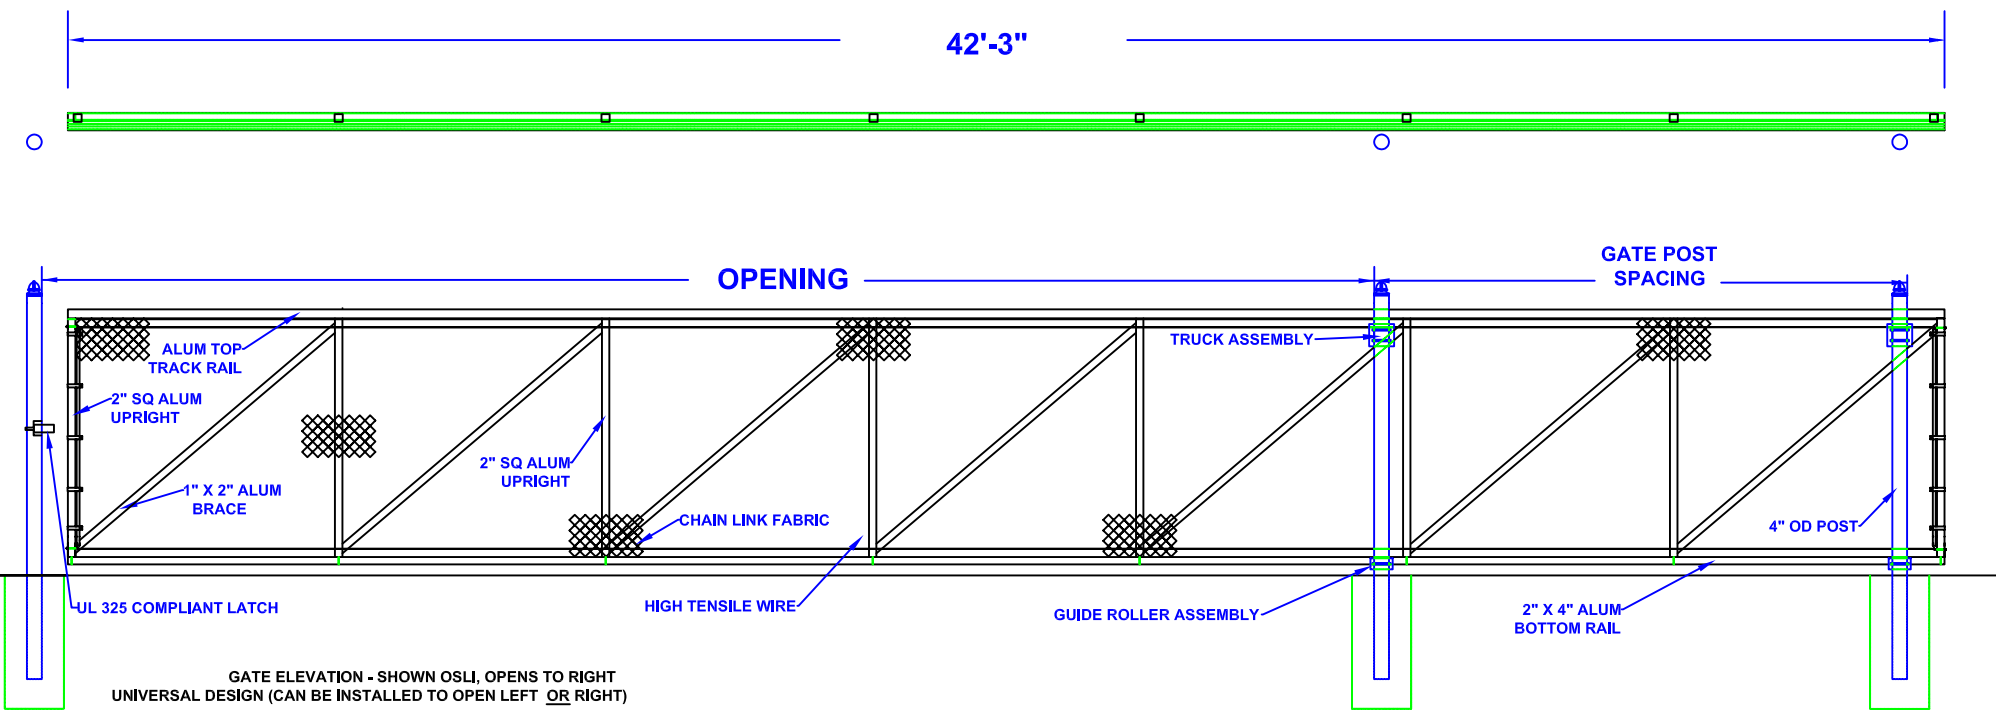 42'-3"
OPENING
GATE POST
SPACING
ALUM TOP
TRACK RAIL
TRUCK ASSEMBLY
2" SQ ALUM
UPRIGHT
2" SQ ALUM
UPRIGHT
1" X 2" ALUM
BRACE
CHAIN LINK FABRIC
4" OD POST
UL 325 COMPLIANT LATCH
HIGH TENSILE WIRE
GUIDE ROLLER ASSEMBLY
2" X 4" ALUM
BOTTOM RAIL
GATE ELEVATION - SHOWN OSLI, OPENS TO RIGHT
UNIVERSAL DESIGN (CAN BE INSTALLED TO OPEN LEFT OR RIGHT)